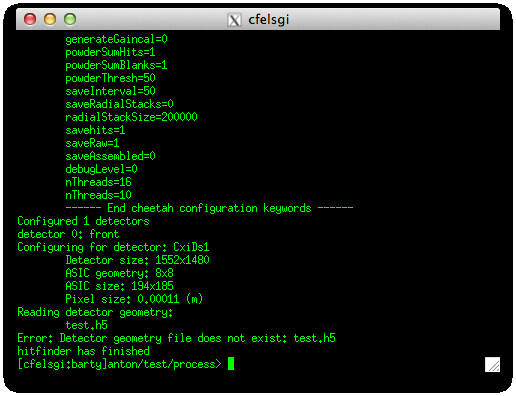 cfelsgi
generateGaincal=0
powderSumHits=1
powderSumBlanks=1
powderThresh=50
saveInterval=50
saveRadialStacks=0
radialStackSize=200000
savehits=1
saveRaw=1
saveAssembled=0
debugLevel=0
nThreads=16
nThreads=10
------ End cheetah configuration keywords ------
Configured 1 detectors
detector 0: front
Configuring for detector: CxiDs1
Detector size: 1552x1480
ASIC geometry: 8x8
ASIC size: 194x185
Pixel size: 0.00011 (m)
Reading detector geometry:
test.h5
Error: Detector geometry file does not exist: test.h5
hitfinder has finished
[cfelsgi:barty]anton/test/process>